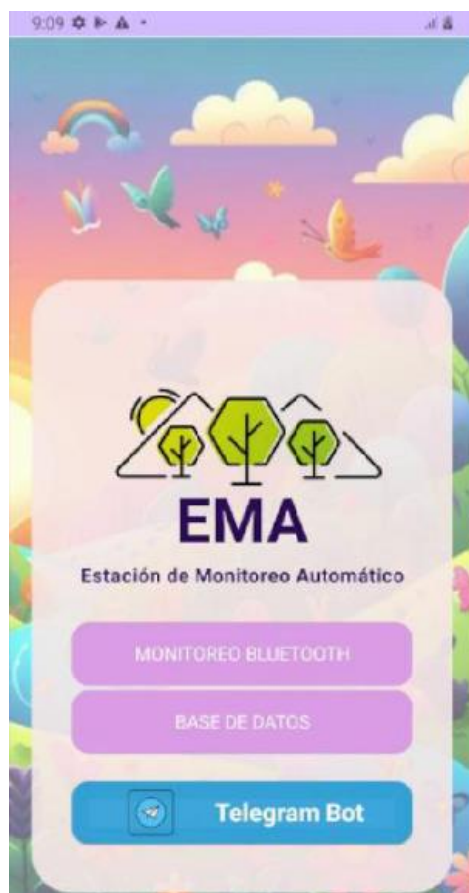 9:09
EMA
Estación de Monitoreo Automático
MONITOREO BLUETOOTH
BASE DE DATOS
Telegram Bot